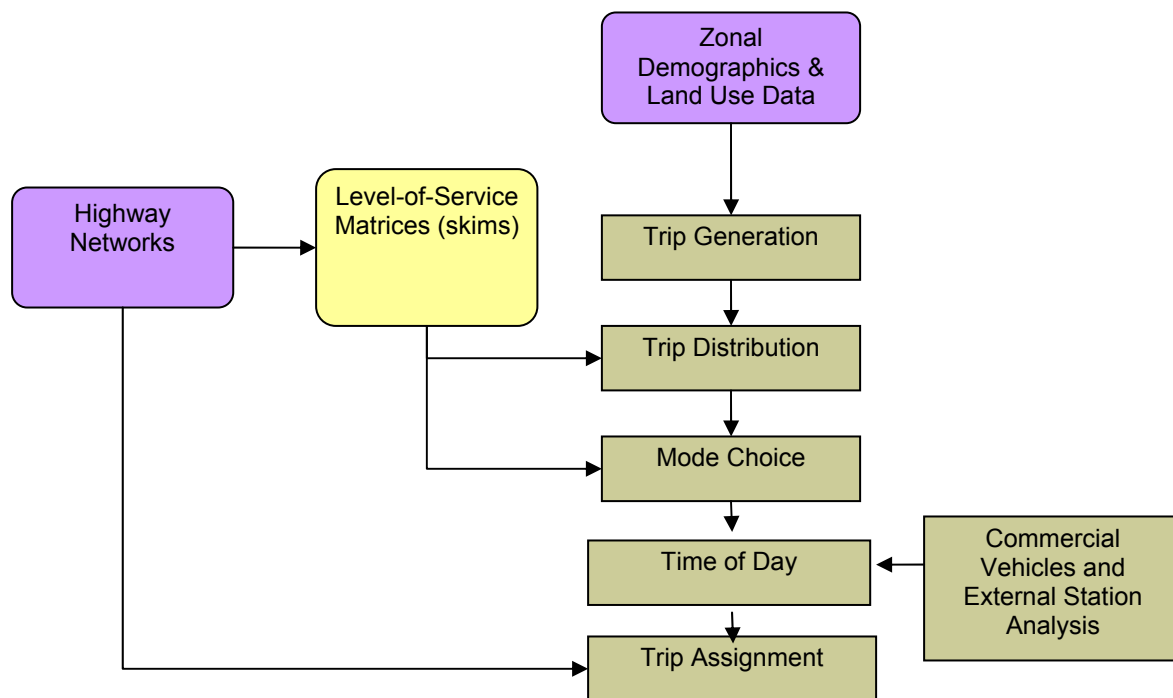 Zonal
Demographics &
Land Use Data
Highway
Networks
Level-of-Service
Matrices (skims)
Trip Generation
Trip Distribution
Mode Choice
Time of Day
Commercial
Vehicles and
External Station
Analysis
Trip Assignment